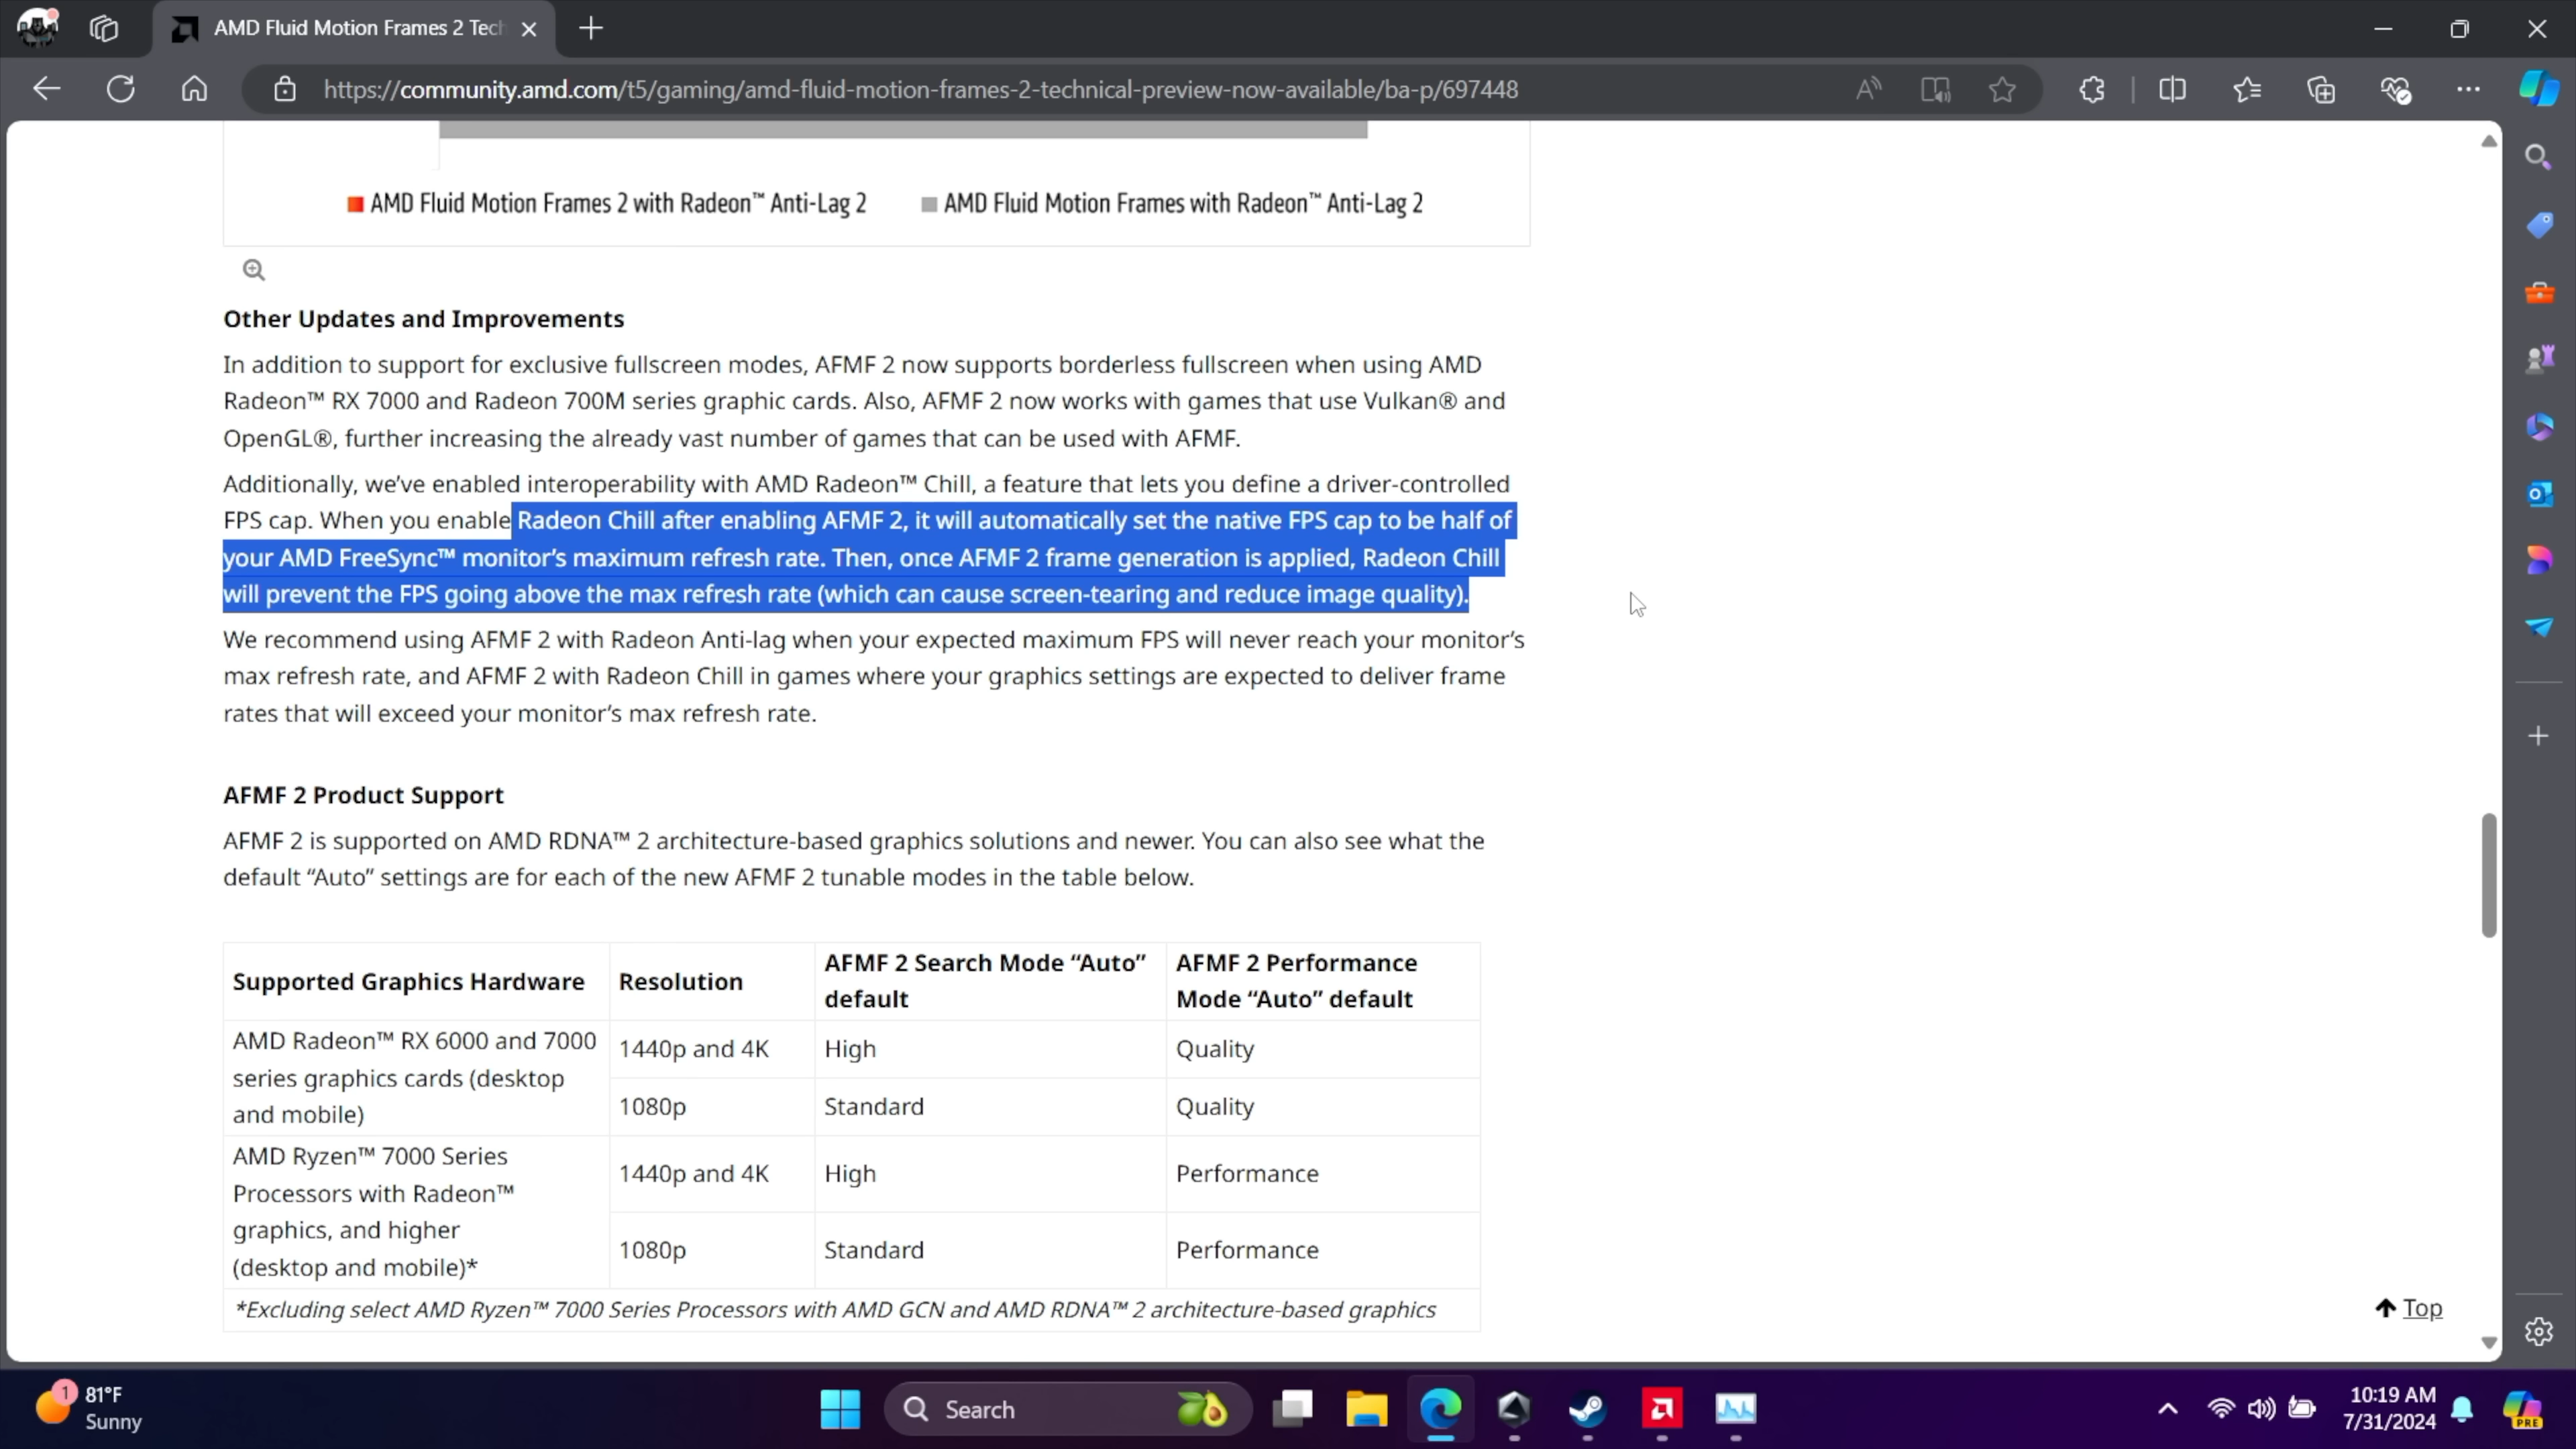 AMD Fluid Motion Frames 2 Tech
https://community.amd.com/t5/gaming/amd-fluid-motion-frames-2-technical-preview-now-available/ba-p/697448
AMD Fluid Motion Frames 2 with Radeon™ Anti-Lag 2
AMD Fluid Motion Frames with Radeon™ Anti-Lag 2
Other Updates and Improvements
In addition to support for exclusive fullscreen modes, AFMF 2 now supports borderless fullscreen when using AMD
Radeon™ RX 7000 and Radeon 700M series graphic cards. Also, AFMF 2 now works with games that use Vulkan® and
OpenGL®, further increasing the already vast number of games that can be used with AFMF.
Additionally, we’ve enabled interoperability with AMD Radeon™ Chill, a feature that lets you define a driver-controlled
FPS cap. When you enable Radeon Chill after enabling AFMF 2, it will automatically set the native FPS cap to be half of
your AMD FreeSync™ monitor’s maximum refresh rate. Then, once AFMF 2 frame generation is applied, Radeon Chill
will prevent the FPS going above the max refresh rate (which can cause screen-tearing and reduce image quality).
We recommend using AFMF 2 with Radeon Anti-lag when your expected maximum FPS will never reach your monitor’s
max refresh rate, and AFMF 2 with Radeon Chill in games where your graphics settings are expected to deliver frame
rates that will exceed your monitor’s max refresh rate.
AFMF 2 Product Support
AFMF 2 is supported on AMD RDNA™ 2 architecture-based graphics solutions and newer. You can also see what the
default “Auto” settings are for each of the new AFMF 2 tunable modes in the table below.
Supported Graphics Hardware
Resolution
AFMF 2 Search Mode “Auto”
default
AFMF 2 Performance
Mode “Auto” default
AMD Radeon™ RX 6000 and 7000
series graphics cards (desktop
and mobile)
1440p and 4K
High
Quality
1080p
Standard
Quality
AMD Ryzen™ 7000 Series
Processors with Radeon™
graphics, and higher
(desktop and mobile)*
1440p and 4K
High
Performance
1080p
Standard
Performance
*Excluding select AMD Ryzen™ 7000 Series Processors with AMD GCN and AMD RDNA™ 2 architecture-based graphics
Top
1
81°F
Sunny
Search
10:19 AM
7/31/2024
PRE